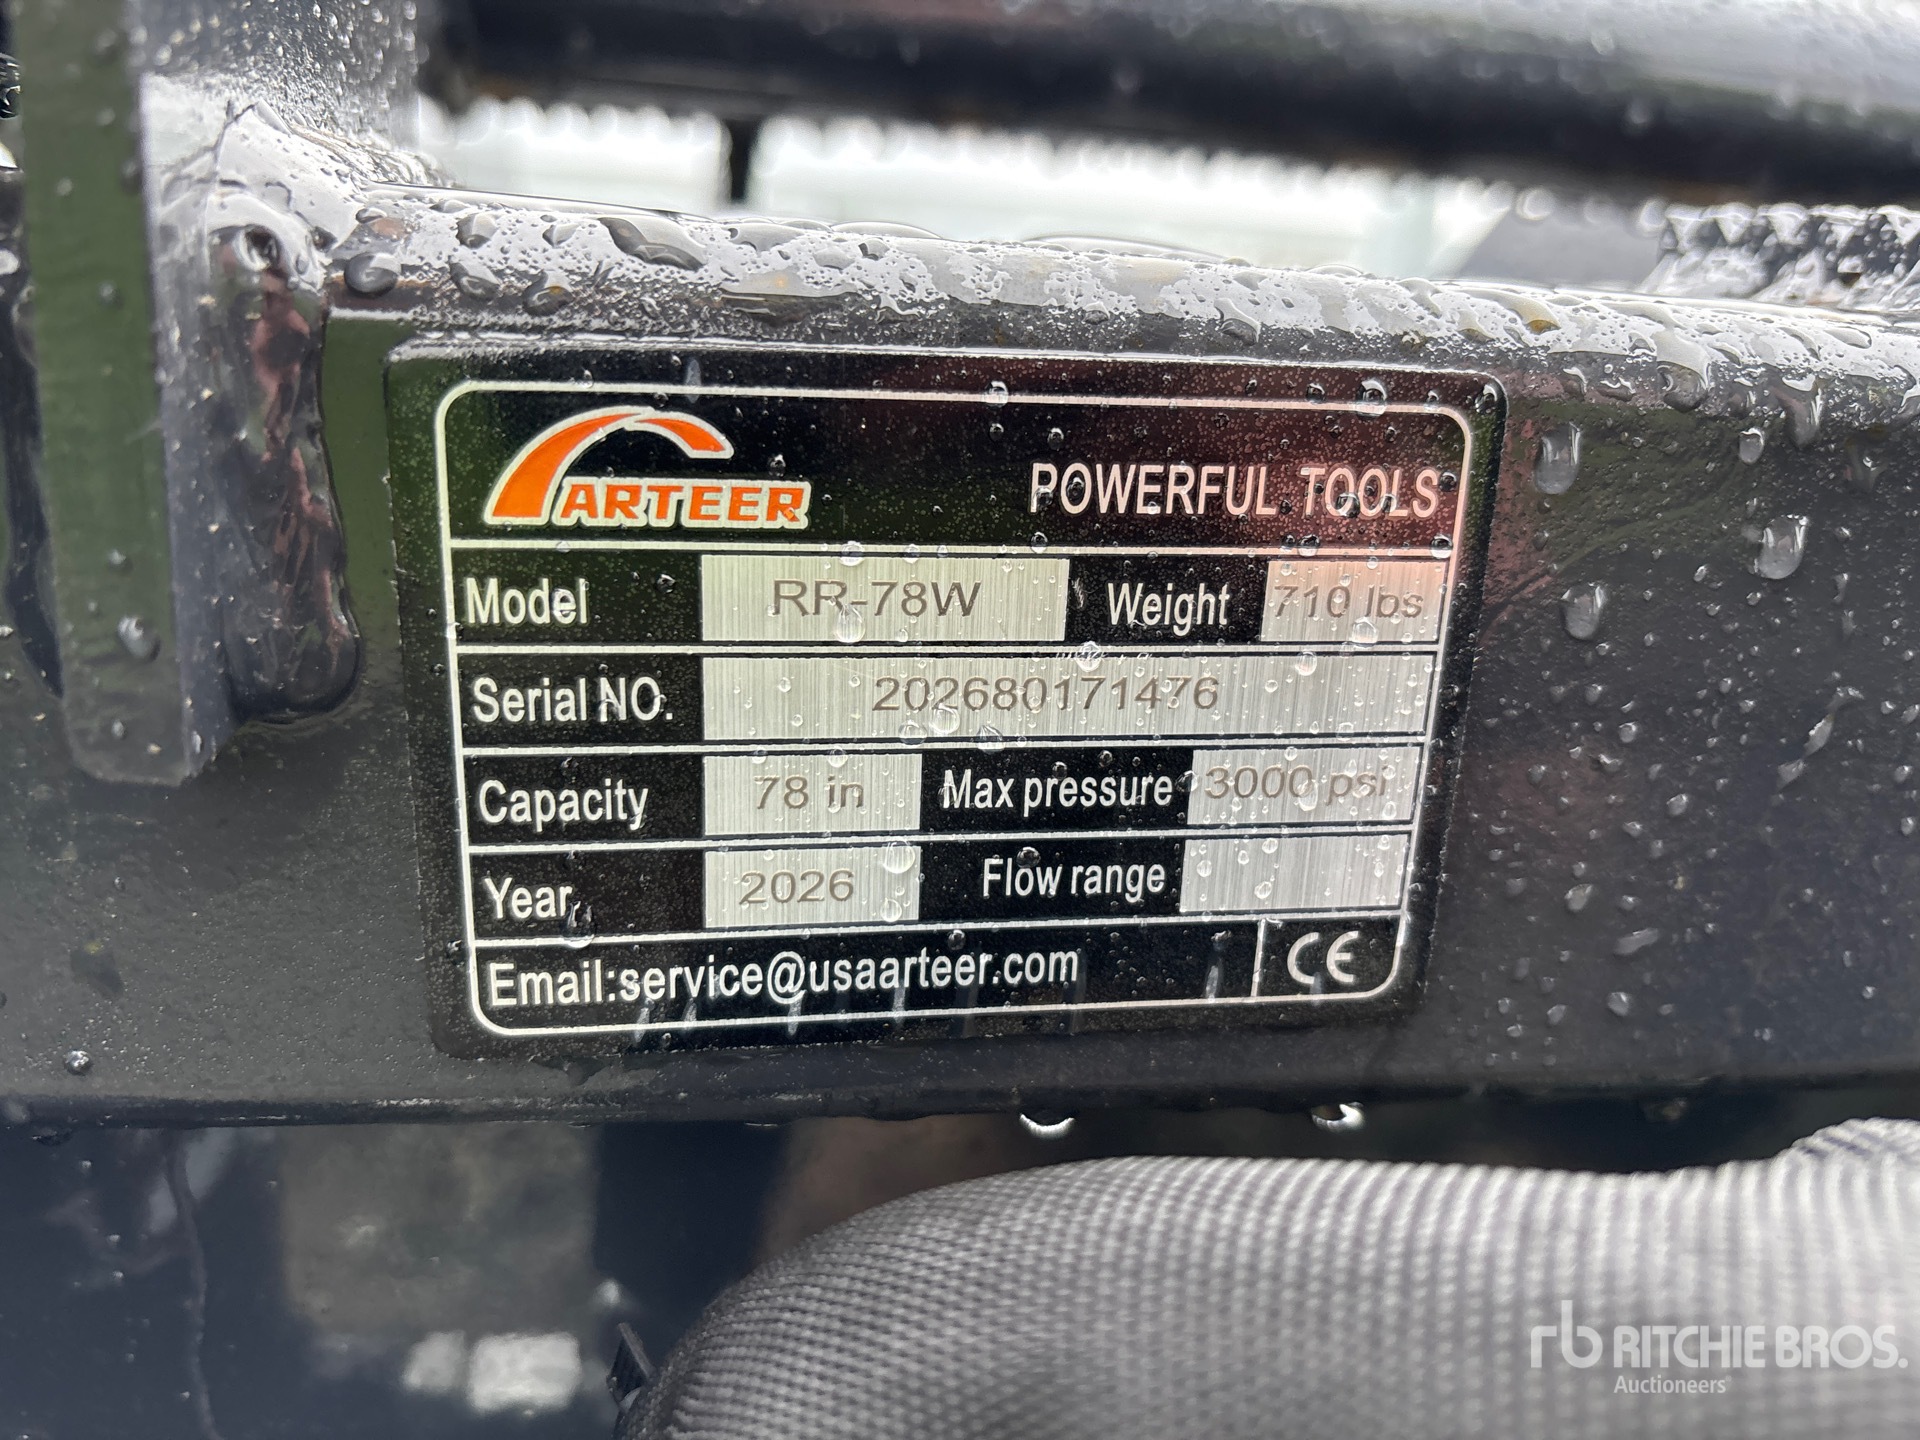 ARTEER
POWERFUL TOOLS
Model RR-78W Weight 710 lbs
Serial NO. 202680171476
Capacity 78 in Max pressure 3000 psi
Year 2026 Flow range
Email:service@usaarteer.com CE
rb RITCHIE BROS.
Auctioneers